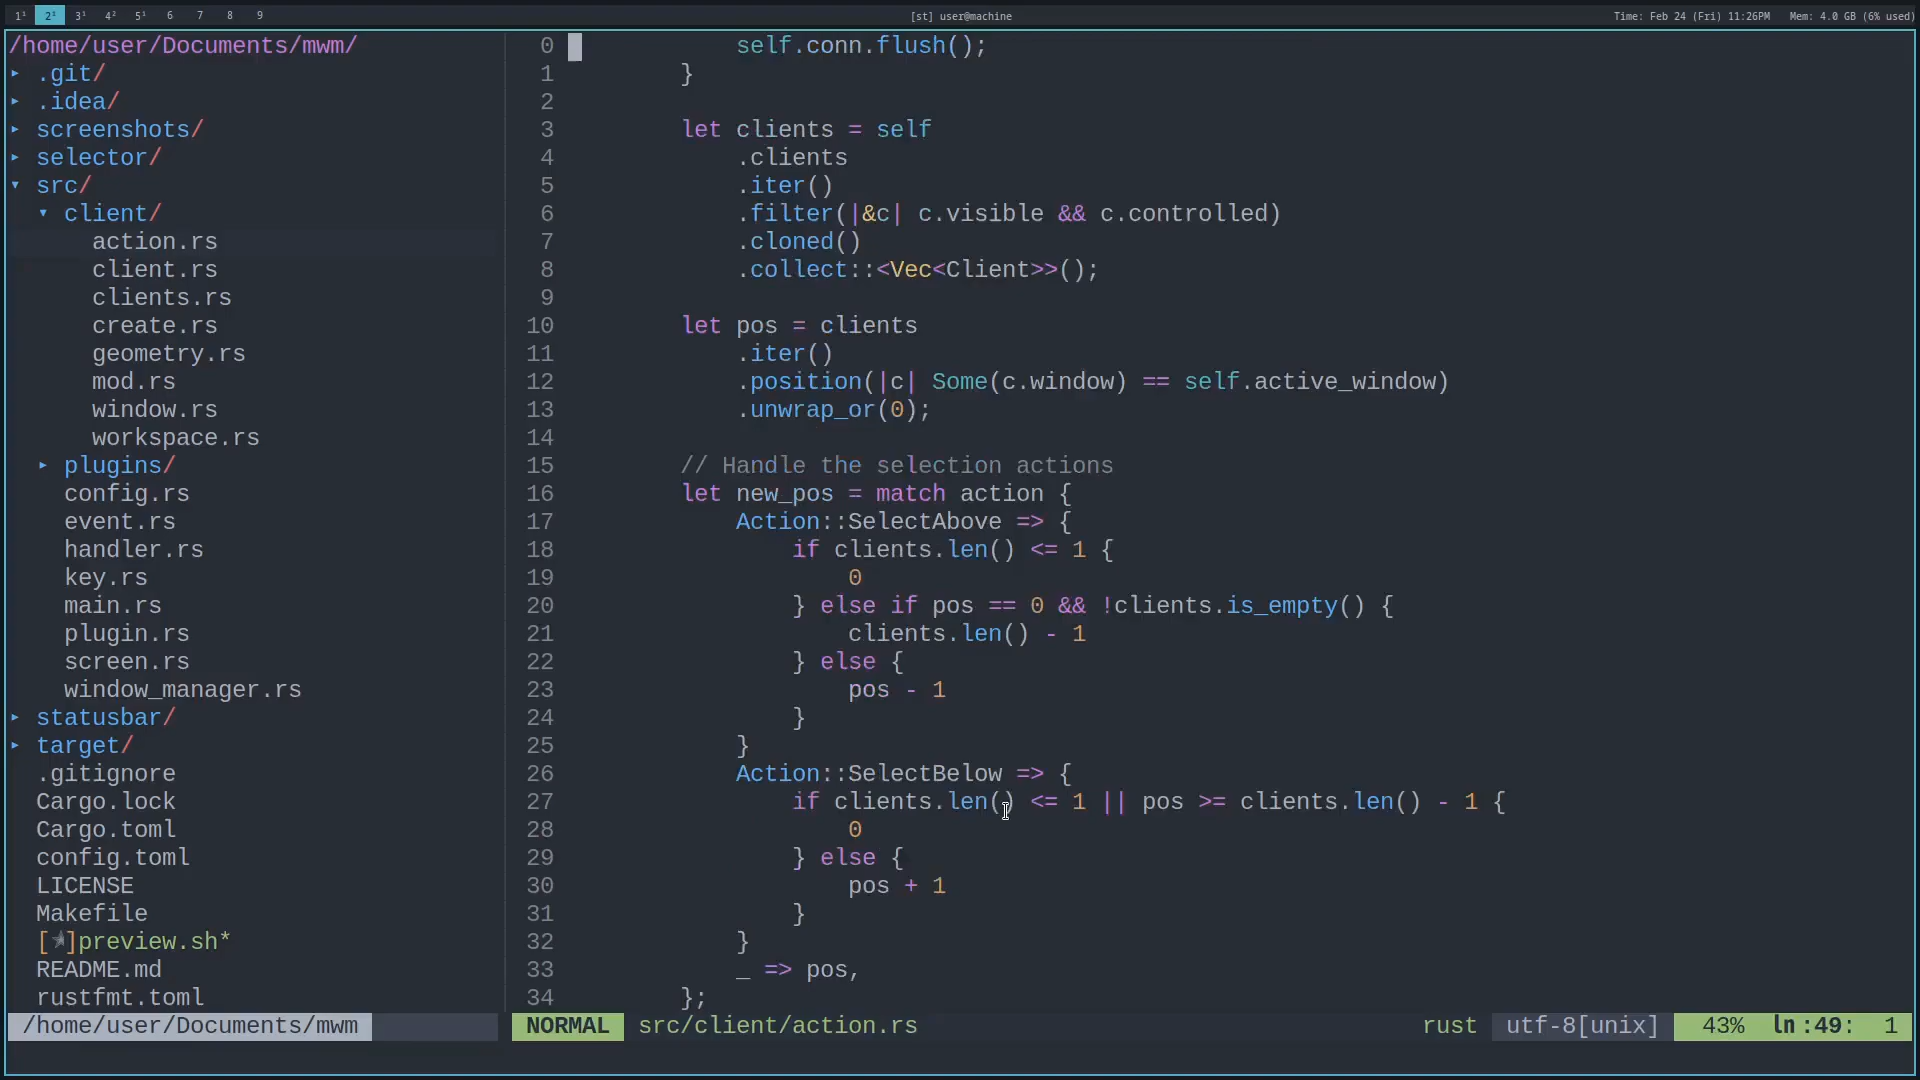 1¹ 2¹ 3¹ 4² 5¹ 6 7 8 9 [st] user@machine Time: Feb 24 (Fri) 11:26PM Mem: 4.0 GB (6% used)
/home/user/Documents/mwm/
▸ .git/
▸ .idea/
▸ screenshots/
▸ selector/
▾ src/
▾ client/
action.rs
client.rs
clients.rs
create.rs
geometry.rs
mod.rs
window.rs
workspace.rs
▸ plugins/
config.rs
event.rs
handler.rs
key.rs
main.rs
plugin.rs
screen.rs
window_manager.rs
▸ statusbar/
▸ target/
.gitignore
Cargo.lock
Cargo.toml
config.toml
LICENSE
Makefile
[★]preview.sh*
README.md
rustfmt.toml
/home/user/Documents/mwm
0             self.conn.flush();
1         }
2
3         let clients = self
4             .clients
5             .iter()
6             .filter(|&c| c.visible && c.controlled)
7             .cloned()
8             .collect::<Vec<Client>>();
9
10         let pos = clients
11             .iter()
12             .position(|c| Some(c.window) == self.active_window)
13             .unwrap_or(0);
14
15         // Handle the selection actions
16         let new_pos = match action {
17             Action::SelectAbove => {
18                 if clients.len() <= 1 {
19                     0
20                 } else if pos == 0 && !clients.is_empty() {
21                     clients.len() - 1
22                 } else {
23                     pos - 1
24                 }
25             }
26             Action::SelectBelow => {
27                 if clients.len() <= 1 || pos >= clients.len() - 1 {
28                     0
29                 } else {
30                     pos + 1
31                 }
32             }
33             _ => pos,
34         };
NORMAL src/client/action.rs rust utf-8[unix] 43% ln :49: 1